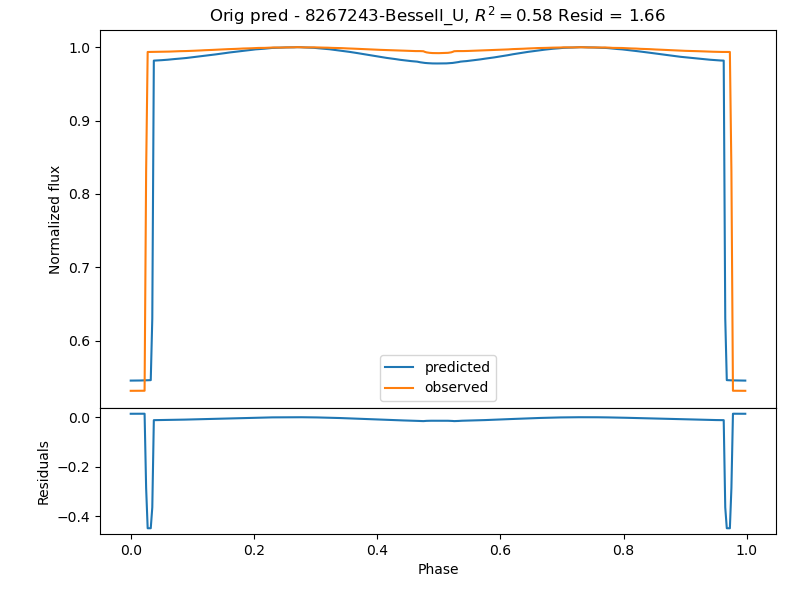 Orig pred - 8267243-Bessell_U, $R^2 = 0.58$ Resid = 1.66
1.0
0.9
0.8
0.7
0.6
Normalized flux
predicted
observed
0.0
−0.2
−0.4
Residuals
0.0 0.2 0.4 0.6 0.8 1.0
Phase